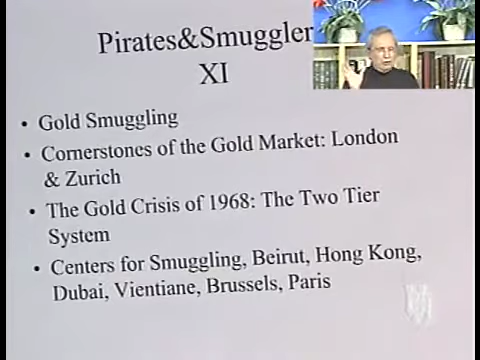 Pirates&Smuggler
XI
• Gold Smuggling
• Cornerstones of the Gold Market: London
& Zurich
• The Gold Crisis of 1968: The Two Tier
System
• Centers for Smuggling, Beirut, Hong Kong,
Dubai, Vientiane, Brussels, Paris